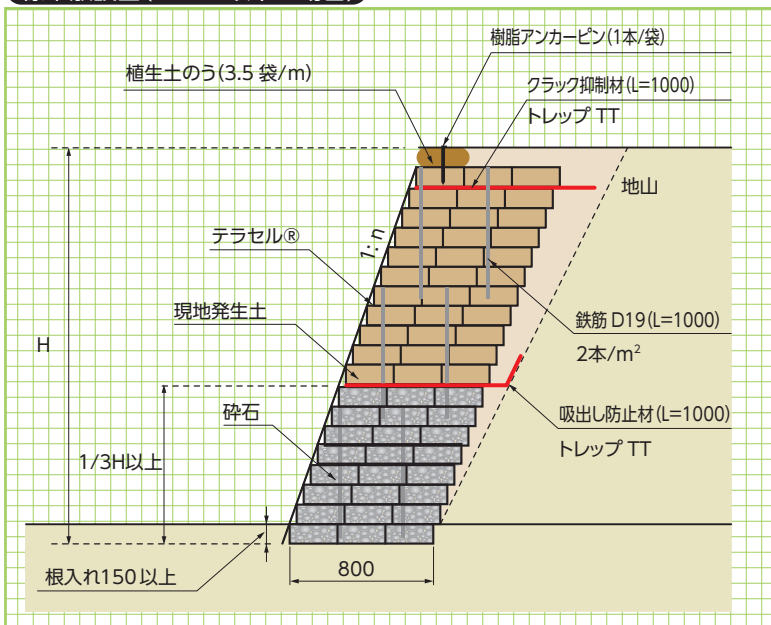 樹脂アンカーピン(1本/袋)
植生土のう(3.5 袋/m)
クラック抑制材(L=1000)
トレップ TT
地山
1: n
テラセル®
現地発生土
鉄筋 D19(L=1000)
2本/m²
H
砕石
吸出し防止材(L=1000)
トレップ TT
1/3H以上
根入れ150以上
800